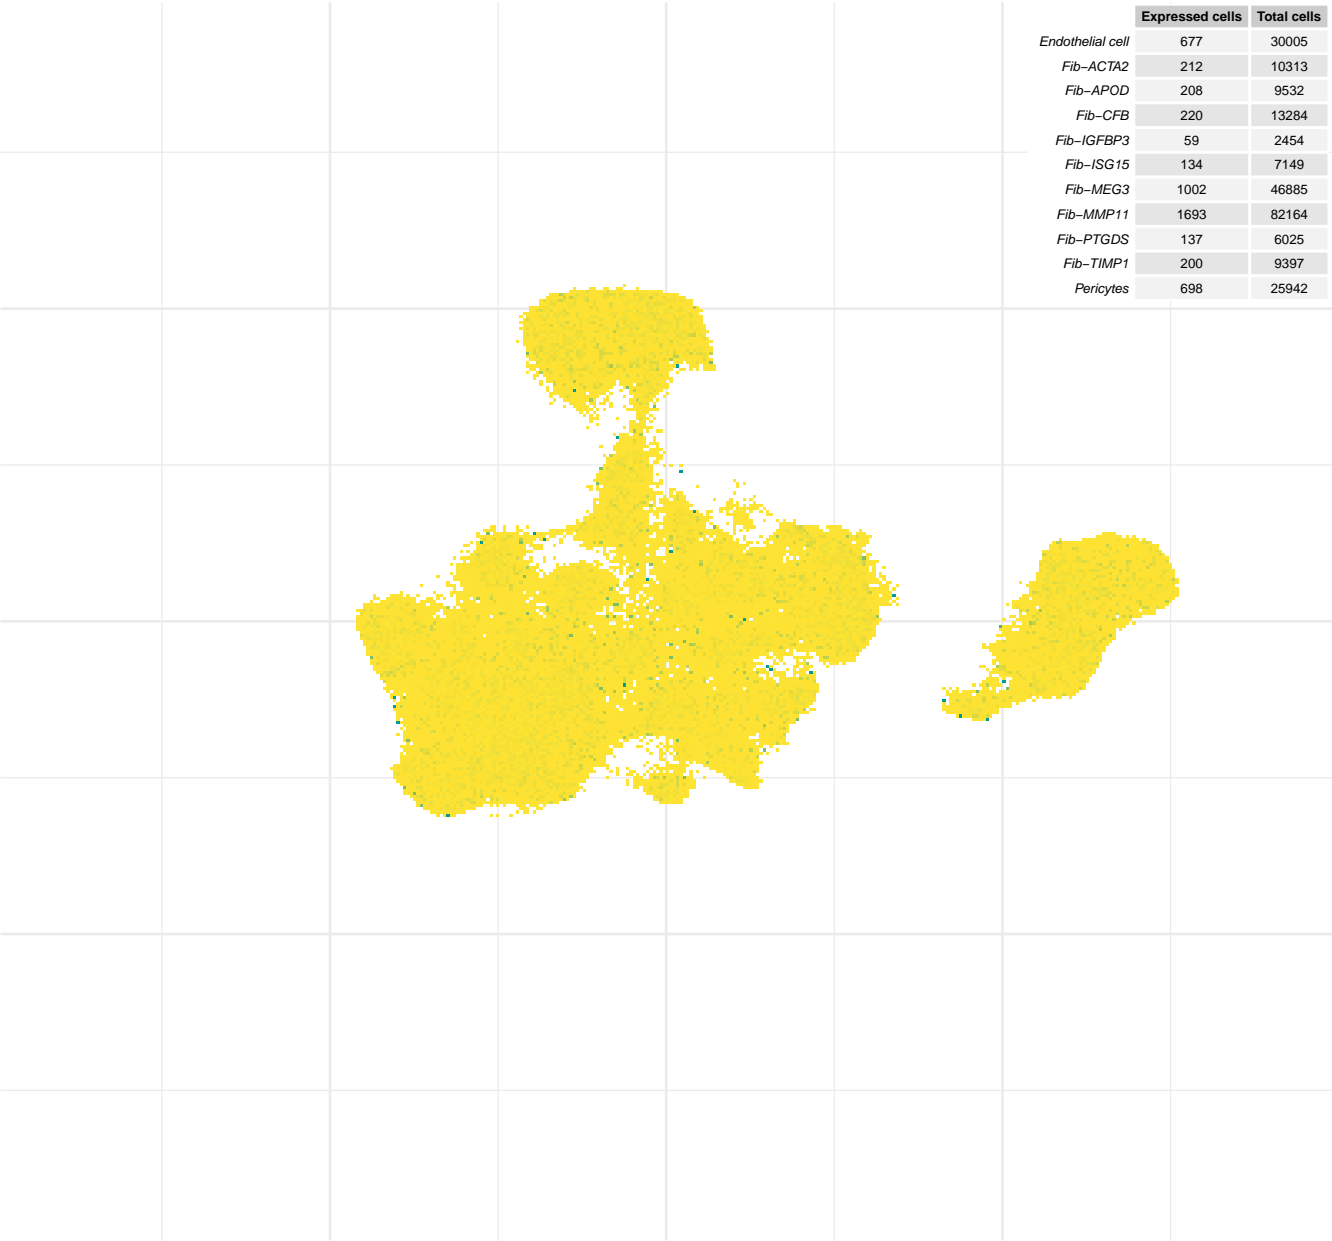 Expressed cells Total cells
Endothelial cell 677 30005
Fib−ACTA2 212 10313
Fib−APOD 208 9532
Fib−CFB 220 13284
Fib−IGFBP3 59 2454
Fib−ISG15 134 7149
Fib−MEG3 1002 46885
Fib−MMP11 1693 82164
Fib−PTGDS 137 6025
Fib−TIMP1 200 9397
Pericytes 698 25942